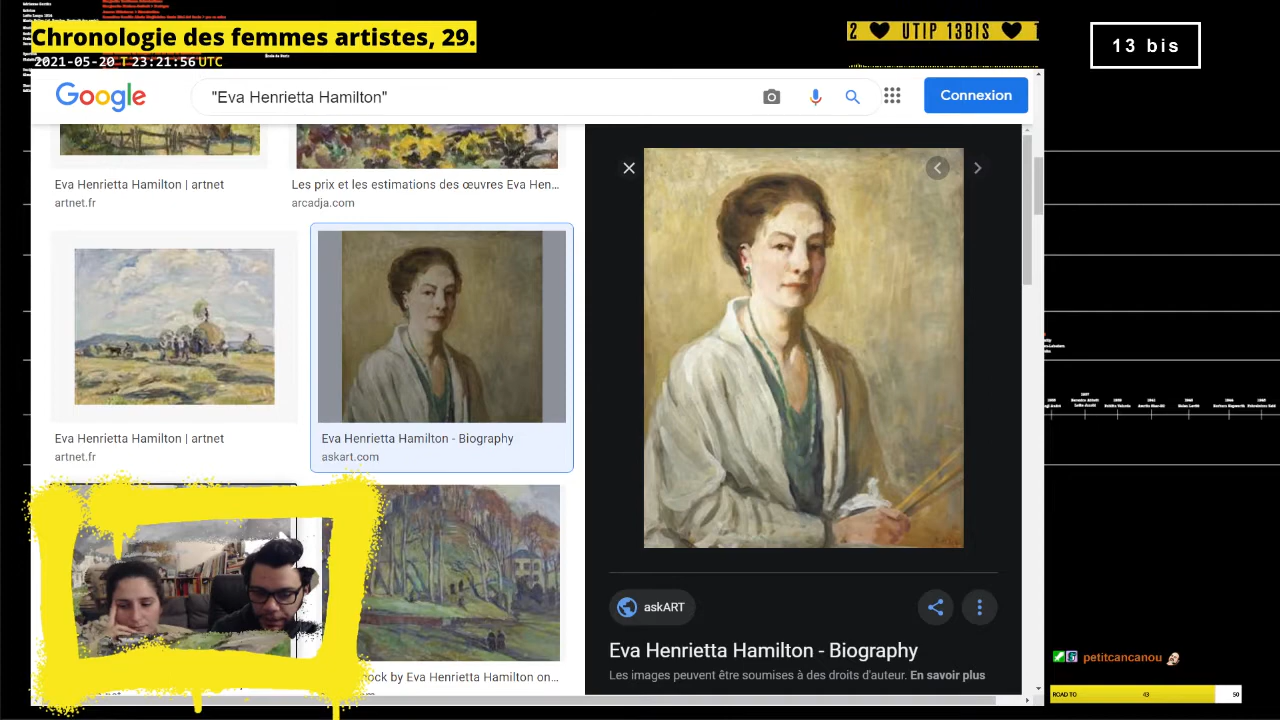 Chronologie des femmes artistes, 29.
2021-05-20 T 23:21:56 UTC
2 ♥ UTIP 13BIS ♥ 1
13 bis
Google
"Eva Henrietta Hamilton"
Connexion
Eva Henrietta Hamilton | artnet
artnet.fr
Les prix et les estimations des œuvres Eva Hen...
arcadja.com
Eva Henrietta Hamilton | artnet
artnet.fr
Eva Henrietta Hamilton - Biography
askart.com
ock by Eva Henrietta Hamilton on...
askART
Eva Henrietta Hamilton - Biography
Les images peuvent être soumises à des droits d'auteur. En savoir plus
petitcancanou
ROAD TO 43 50